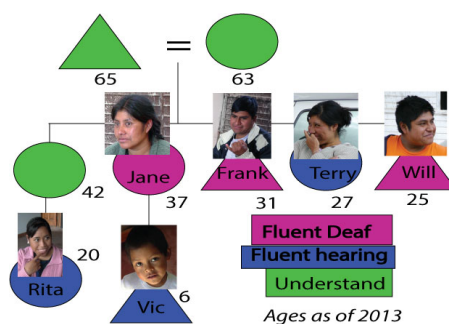 =
65
63
Jane
Frank
Terry
Will
42
37
31
27
25
Rita
20
Vic
6
Fluent Deaf
Fluent hearing
Understand
Ages as of 2013